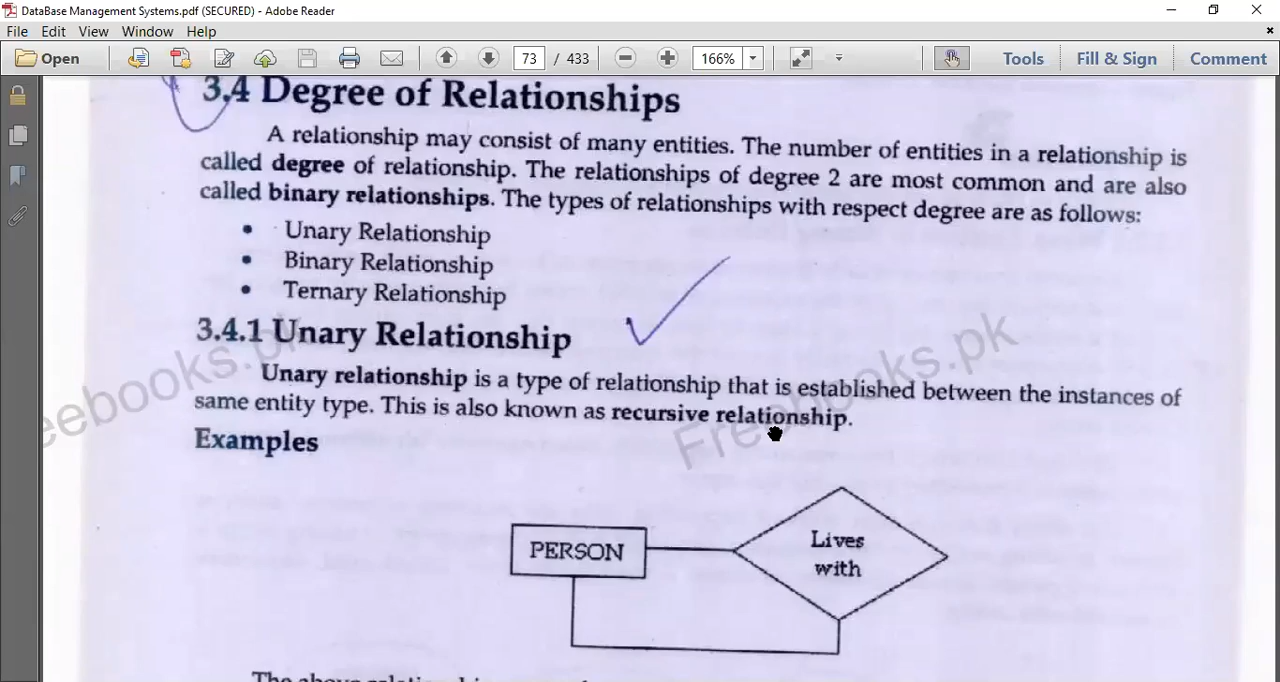 DataBase Management Systems.pdf (SECURED) - Adobe Reader
File Edit View Window Help
Open 73 / 433 166% Tools Fill & Sign Comment
3.4 Degree of Relationships
A relationship may consist of many entities. The number of entities in a relationship is
called degree of relationship. The relationships of degree 2 are most common and are also
called binary relationships. The types of relationships with respect degree are as follows:
• Unary Relationship
• Binary Relationship
• Ternary Relationship
3.4.1 Unary Relationship
Unary relationship is a type of relationship that is established between the instances of
same entity type. This is also known as recursive relationship.
Examples
PERSON
Lives
with
The above
eebooks.pk
Freebooks.pk